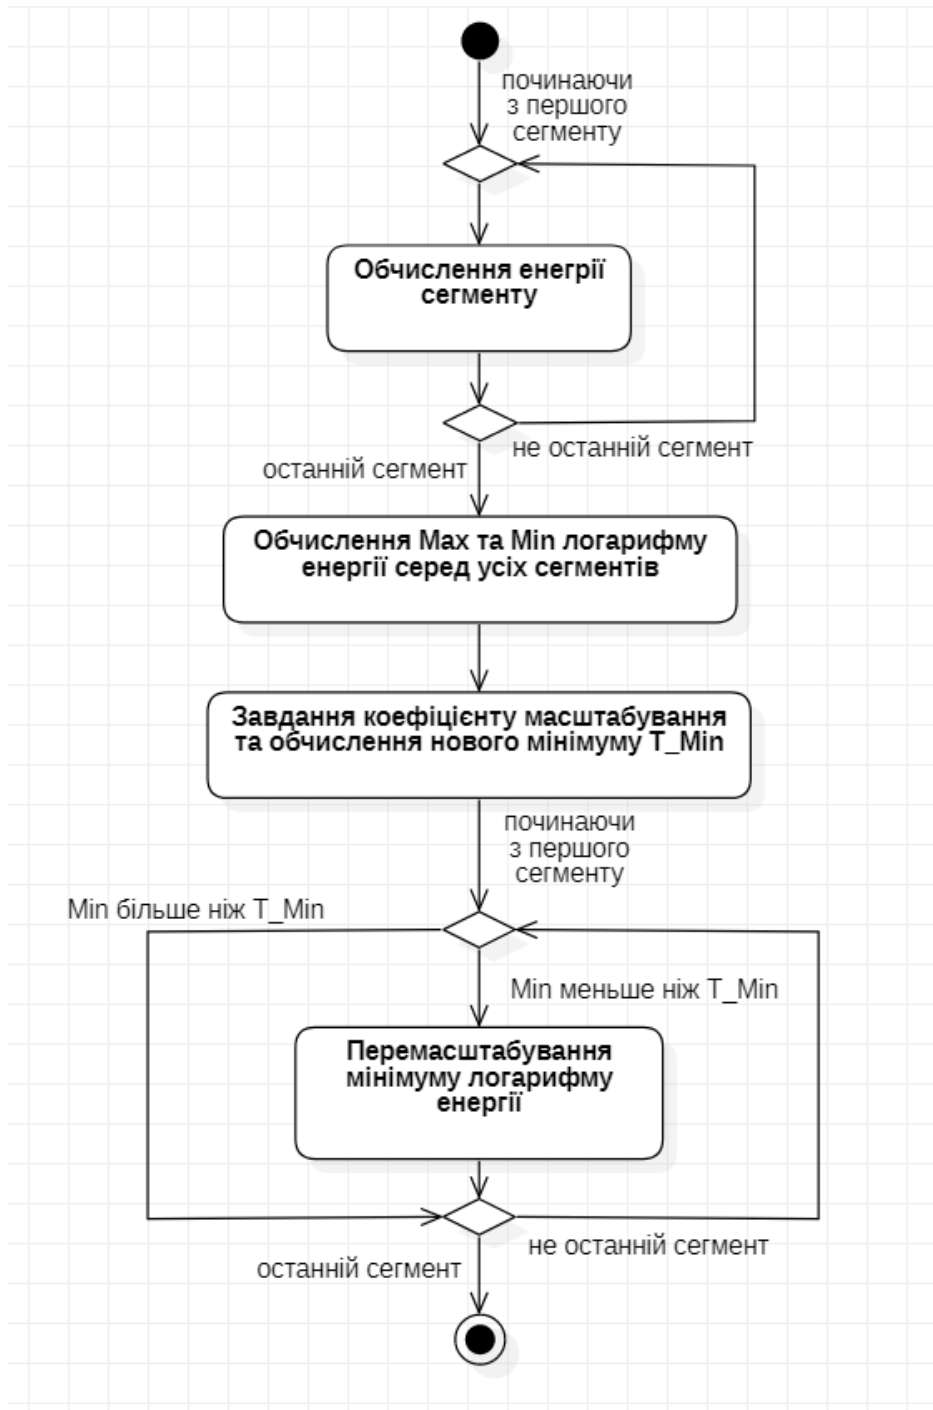 починаючи
з першого
сегменту
Обчислення енегрії
сегменту
не останній сегмент
останній сегмент
Обчислення Max та Min логарифму
енергії серед усіх сегментів
Завдання коефіцієнту масштабування
та обчислення нового мінімуму T_Min
починаючи
з першого
сегменту
Min більше ніж T_Min
Min меньше ніж T_Min
Перемасштабування
мінімуму логарифму
енергії
не останній сегмент
останній сегмент